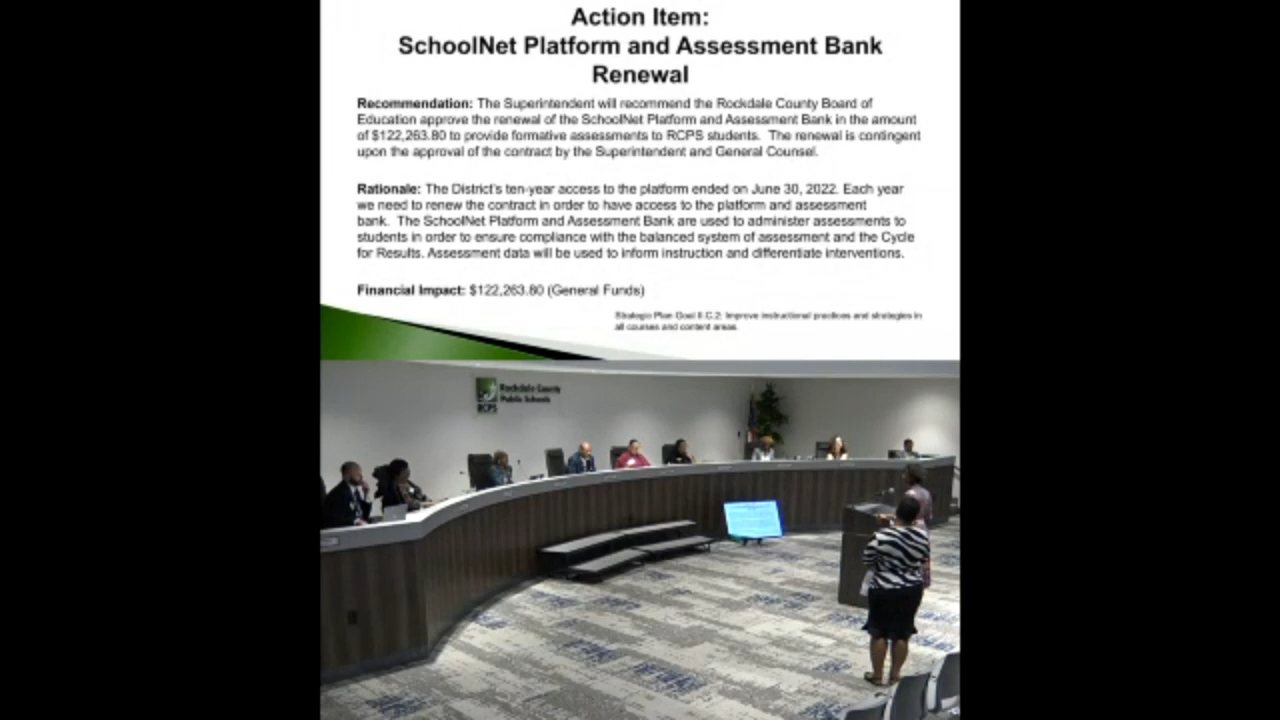 Action Item:
SchoolNet Platform and Assessment Bank
Renewal
Recommendation: The Superintendent will recommend the Rockdale County Board of
Education approve the renewal of the SchoolNet Platform and Assessment Bank in the amount
of $122,263.80 to provide formative assessments to RCPS students. The renewal is contingent
upon the approval of the contract by the Superintendent and General Counsel.
Rationale: The District's ten-year access to the platform ended on June 30, 2022. Each year
we need to renew the contract in order to have access to the platform and assessment
bank. The SchoolNet Platform and Assessment Bank are used to administer assessments to
students in order to ensure compliance with the balanced system of assessment and the Cycle
for Results. Assessment data will be used to inform instruction and differentiate interventions.
Financial Impact: $122,263.80 (General Funds)
Strategic Plan Goal II.C.2: Improve instructional practices and strategies in
all courses and content areas.
Rockdale County
Public Schools
RCPS